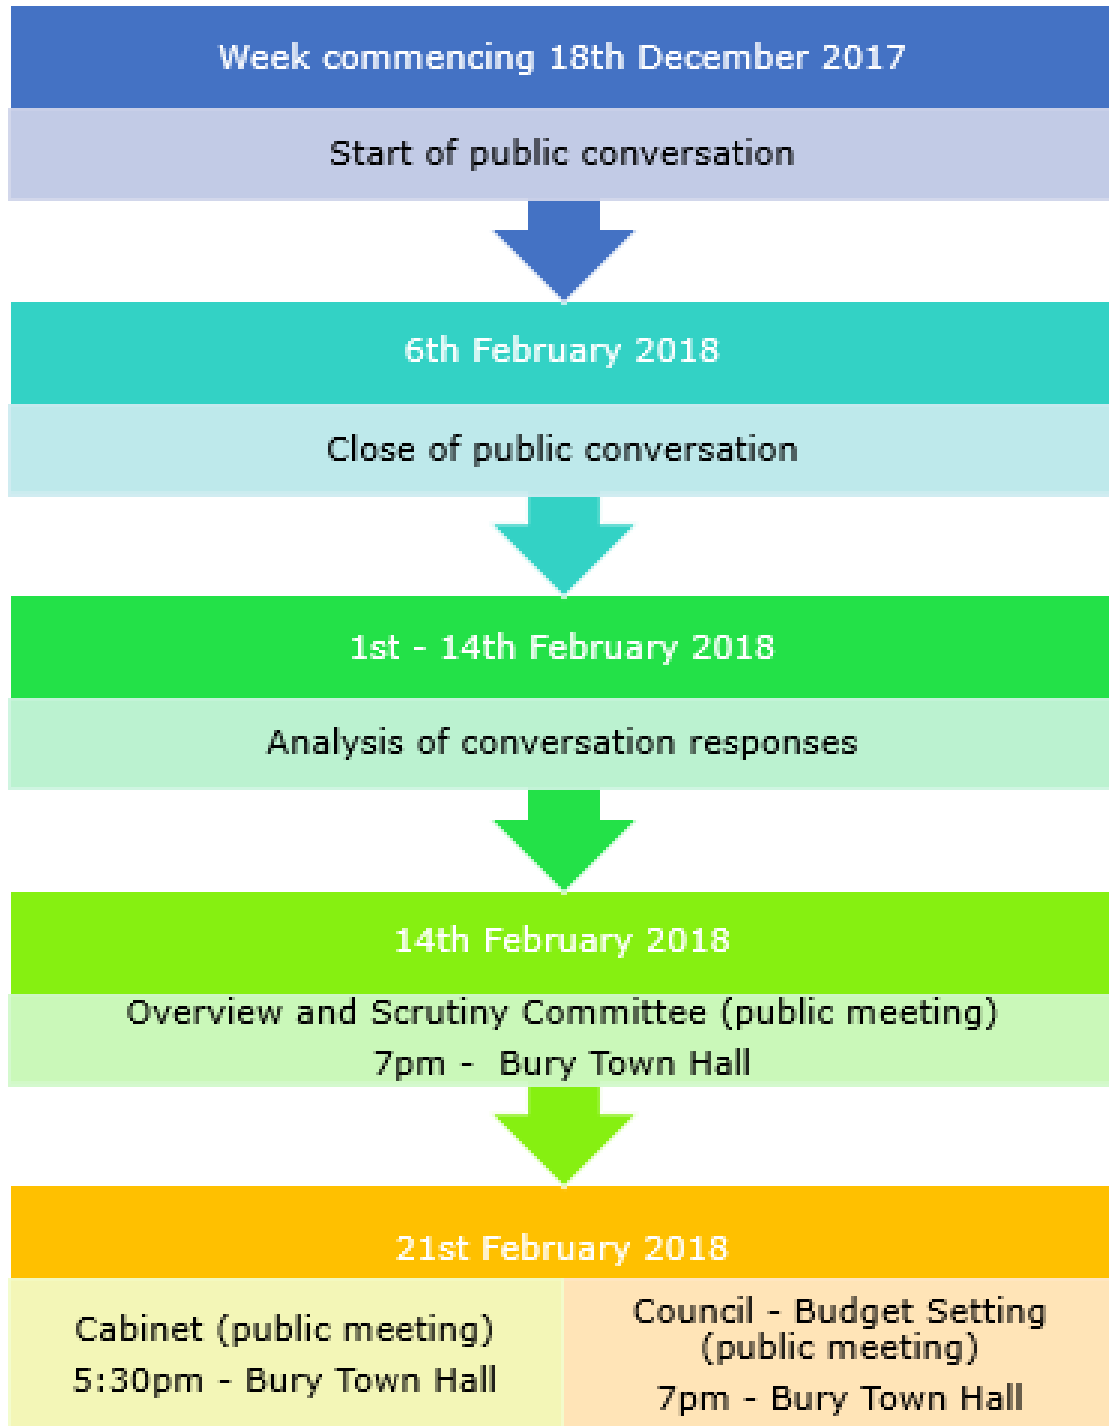 Week commencing 18th December 2017
Start of public conversation
6th February 2018
Close of public conversation
1st - 14th February 2018
Analysis of conversation responses
14th February 2018
Overview and Scrutiny Committee (public meeting)
7pm -  Bury Town Hall
21st February 2018
Cabinet (public meeting)
5:30pm - Bury Town Hall
Council - Budget Setting
(public meeting)
7pm - Bury Town Hall